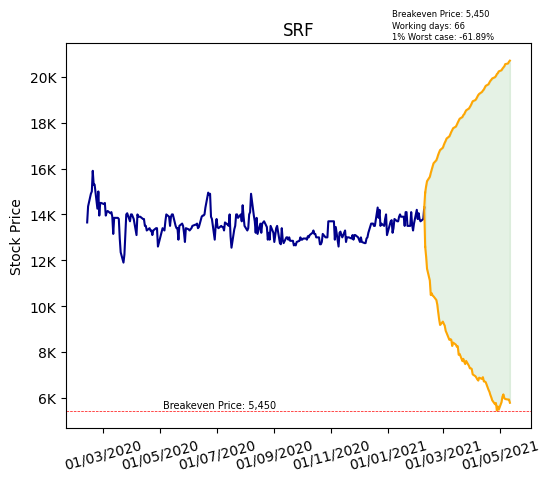 Breakeven Price: 5,450
Working days: 66
1% Worst case: -61.89%
SRF
Stock Price
20K
18K
16K
14K
12K
10K
8K
6K
Breakeven Price: 5,450
01/03/2020
01/05/2020
01/07/2020
01/09/2020
01/11/2020
01/01/2021
01/03/2021
01/05/2021